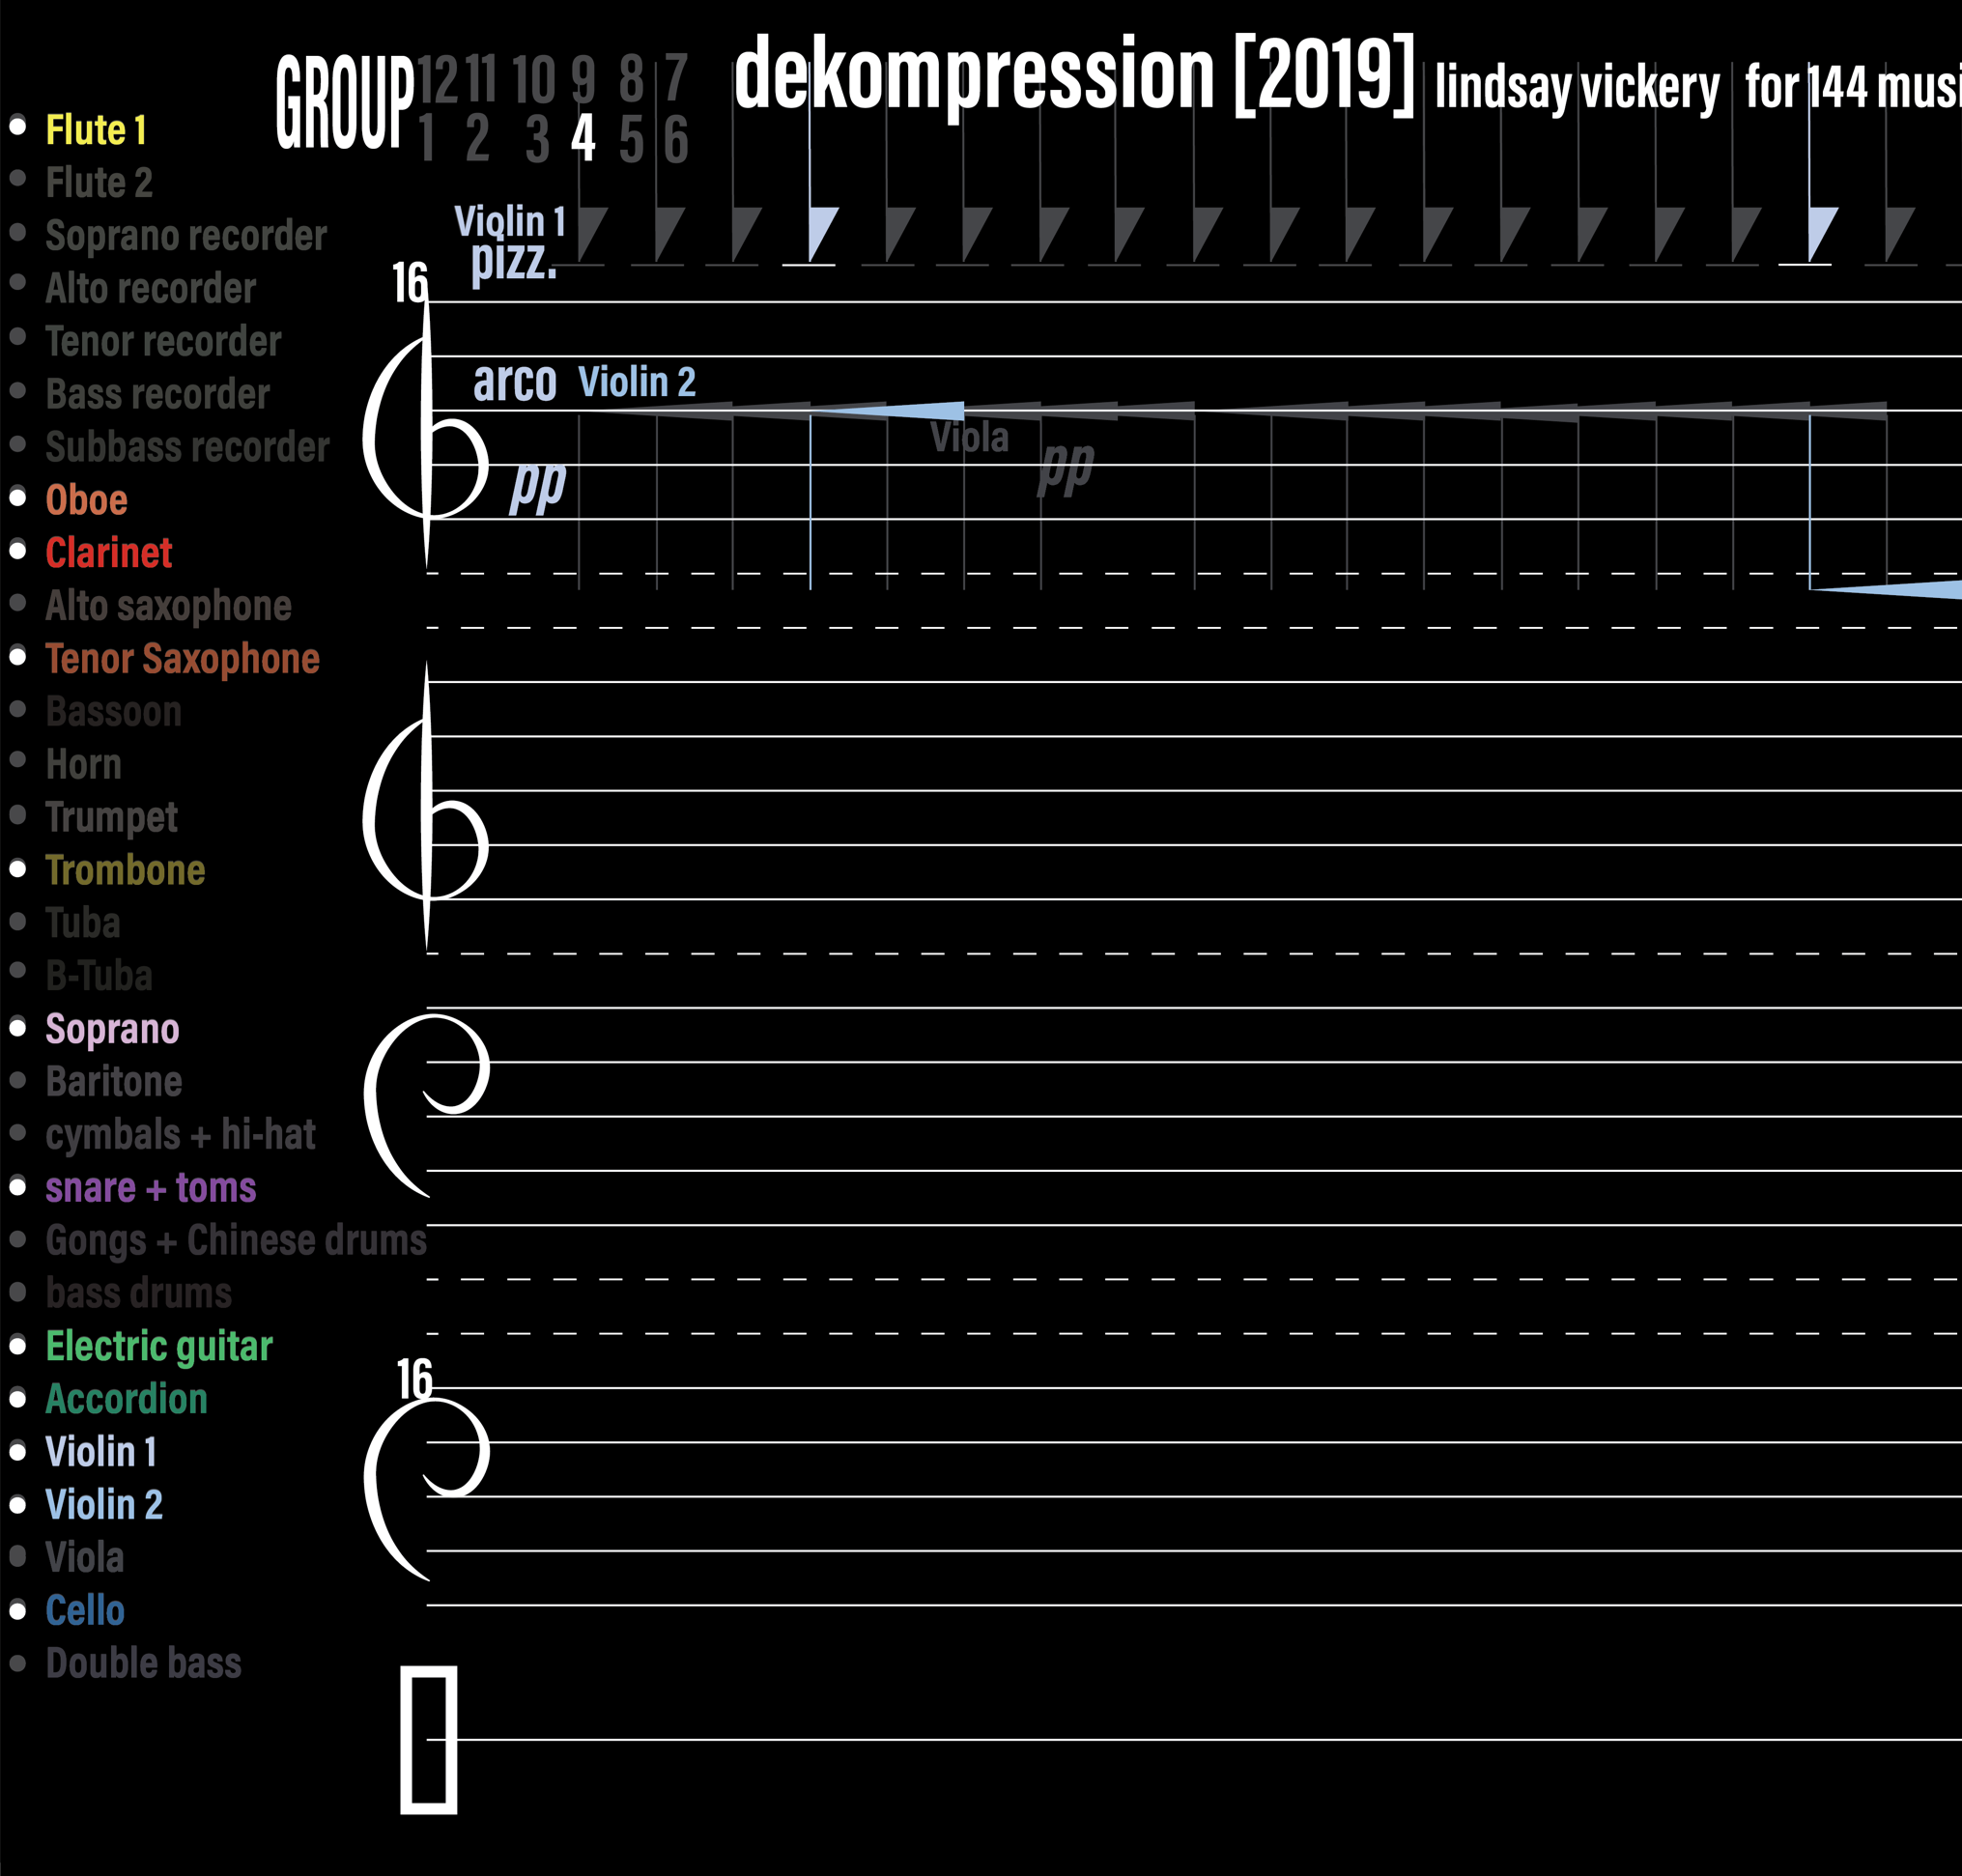 GROUP 12 11 10 9 8 7
1 2 3 4 5 6
dekompression [2019] lindsay vickery for 144 musi
Flute 1
Flute 2
Soprano recorder
Alto recorder
Tenor recorder
Bass recorder
Subbass recorder
Oboe
Clarinet
Alto saxophone
Tenor Saxophone
Bassoon
Horn
Trumpet
Trombone
Tuba
B-Tuba
Soprano
Baritone
cymbals + hi-hat
snare + toms
Gongs + Chinese drums
bass drums
Electric guitar
Accordion
Violin 1
Violin 2
Viola
Cello
Double bass
Violin 1
pizz.
16
arco Violin 2
Viola
pp pp
16